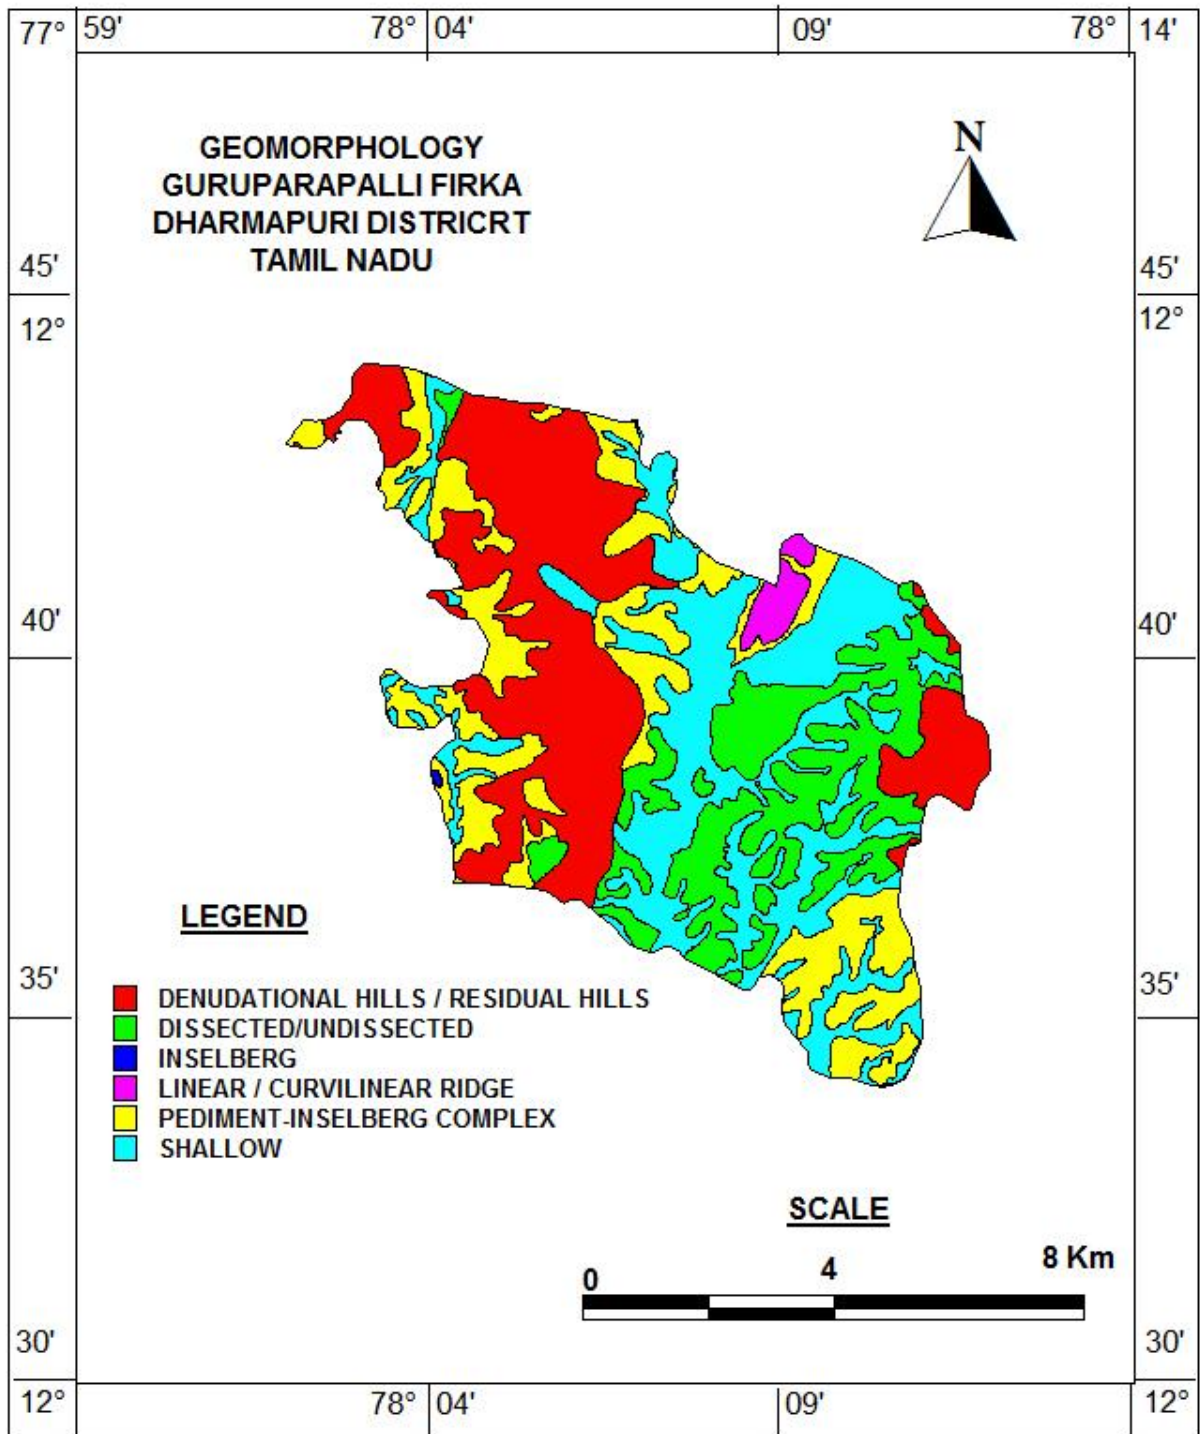 77° 59' 78° 04' 09' 78° 14'
GEOMORPHOLOGY
GURUPARAPALLI FIRKA
DHARMAPURI DISTRICRT
TAMIL NADU
N
45' 45'
12° 12°
40' 40'
LEGEND
35' 35'
DENUDATIONAL HILLS / RESIDUAL HILLS
DISSECTED/UNDISSECTED
INSELBERG
LINEAR / CURVILINEAR RIDGE
PEDIMENT-INSELBERG COMPLEX
SHALLOW
SCALE
0 4 8 Km
30' 30'
12° 78° 04' 09' 12°